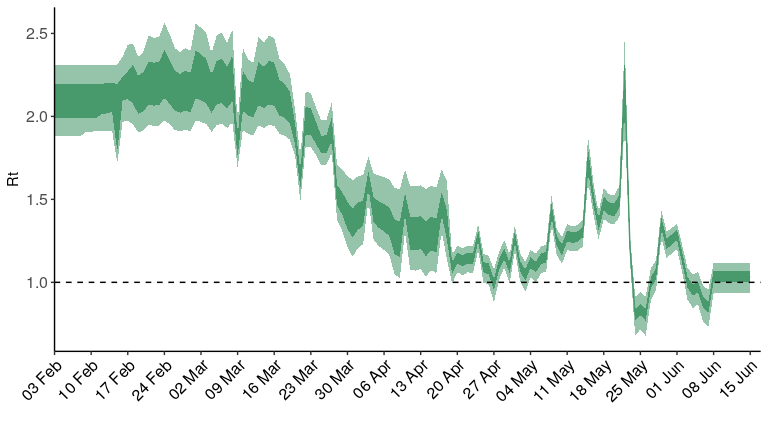 2.5
2.0
1.5
1.0
Rt
03 Feb
10 Feb
17 Feb
24 Feb
02 Mar
09 Mar
16 Mar
23 Mar
30 Mar
06 Apr
13 Apr
20 Apr
27 Apr
04 May
11 May
18 May
25 May
01 Jun
08 Jun
15 Jun